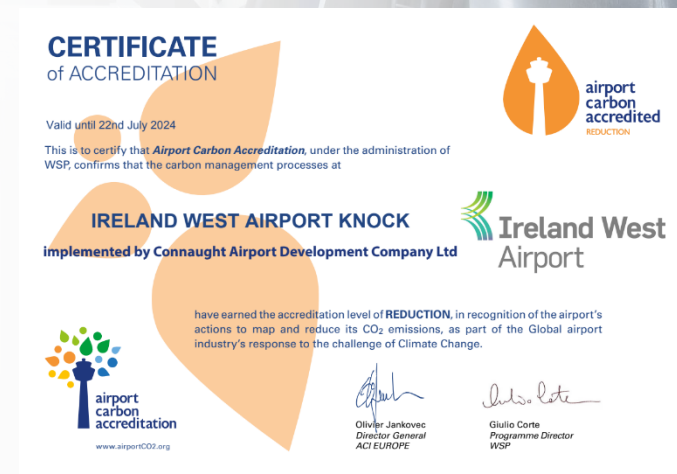 CERTIFICATE
of ACCREDITATION
airport
carbon
accredited
REDUCTION
Valid until 22nd July 2024
This is to certify that Airport Carbon Accreditation, under the administration of
WSP, confirms that the carbon management processes at
IRELAND WEST AIRPORT KNOCK
implemented by Connaught Airport Development Company Ltd
Ireland West
Airport
have earned the accreditation level of REDUCTION, in recognition of the airport's
actions to map and reduce its CO₂ emissions, as part of the Global airport
industry's response to the challenge of Climate Change.
airport
carbon
accreditation
www.airportCO2.org
Olivier Jankovec
Director General
ACI EUROPE
Giulio Corte
Programme Director
WSP